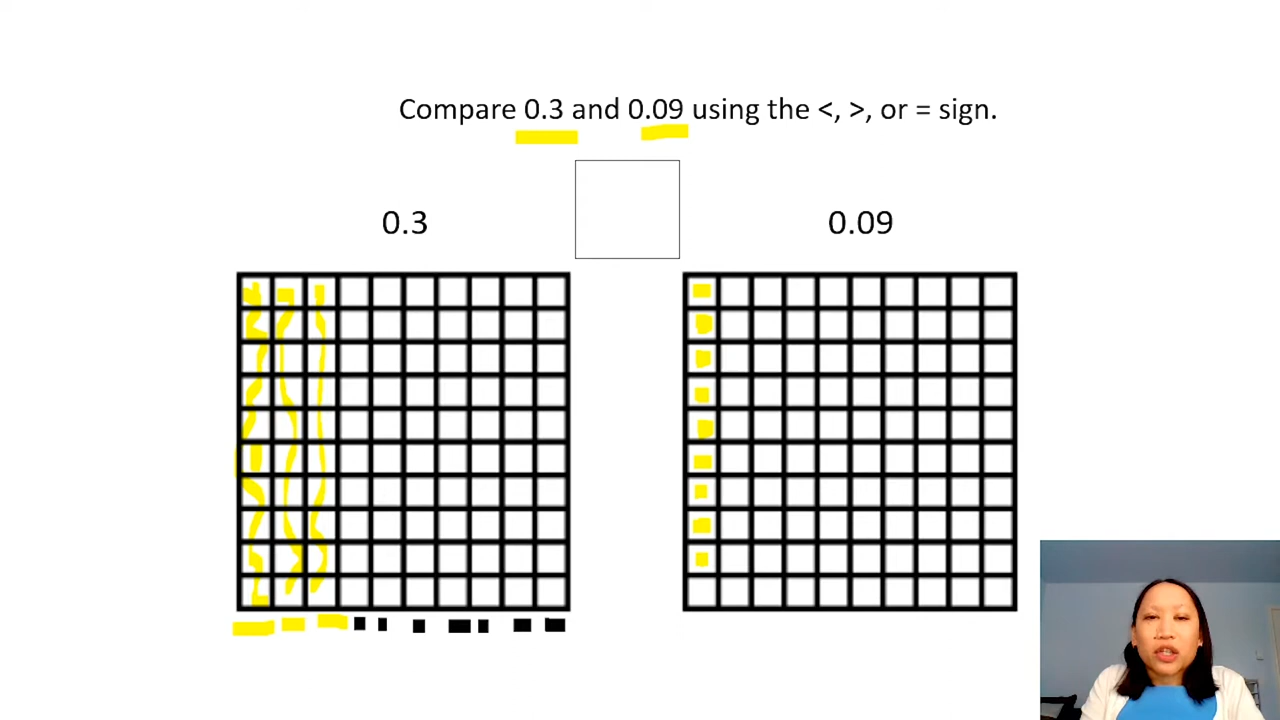 Compare 0.3 and 0.09 using the <, >, or = sign.
0.3
0.09